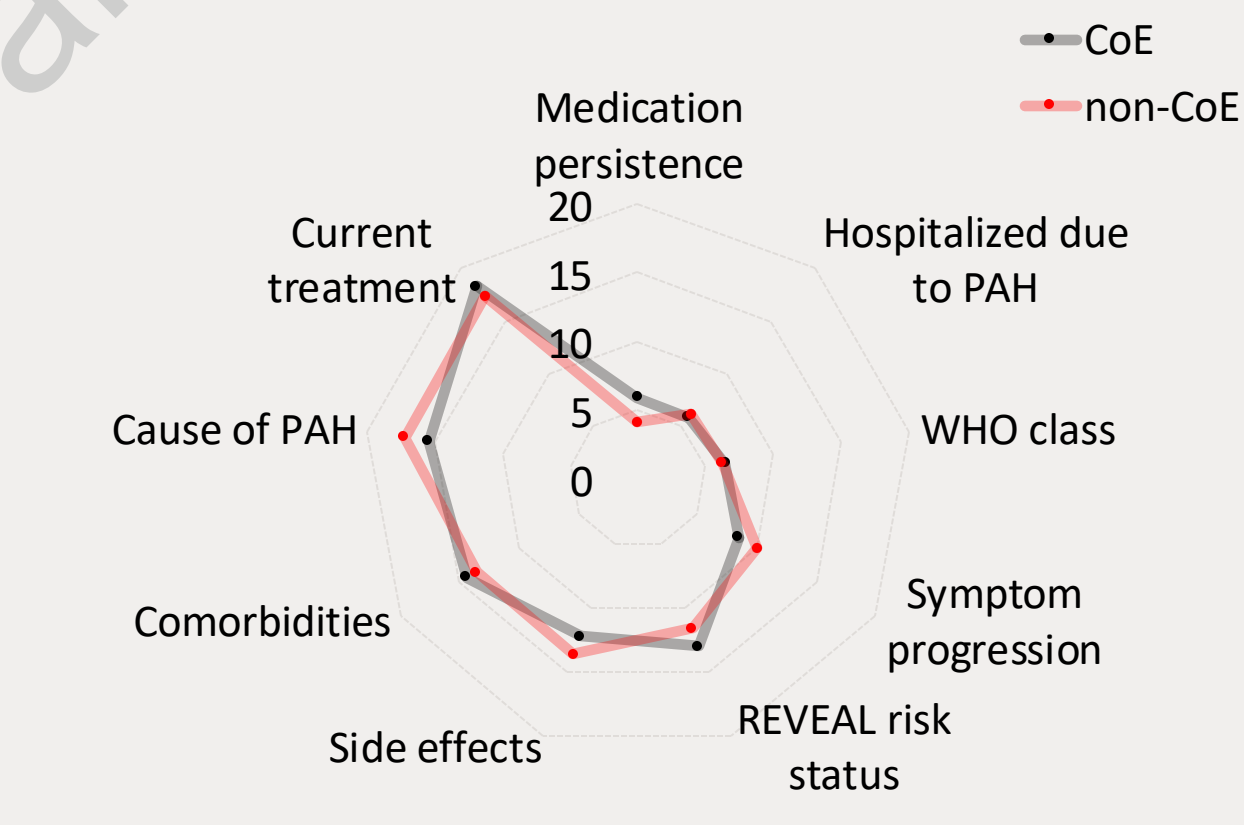 CoE
non-CoE
Medication
persistence
20
15
10
5
0
Hospitalized due
to PAH
WHO class
Symptom
progression
REVEAL risk
status
Side effects
Comorbidities
Cause of PAH
Current
treatment